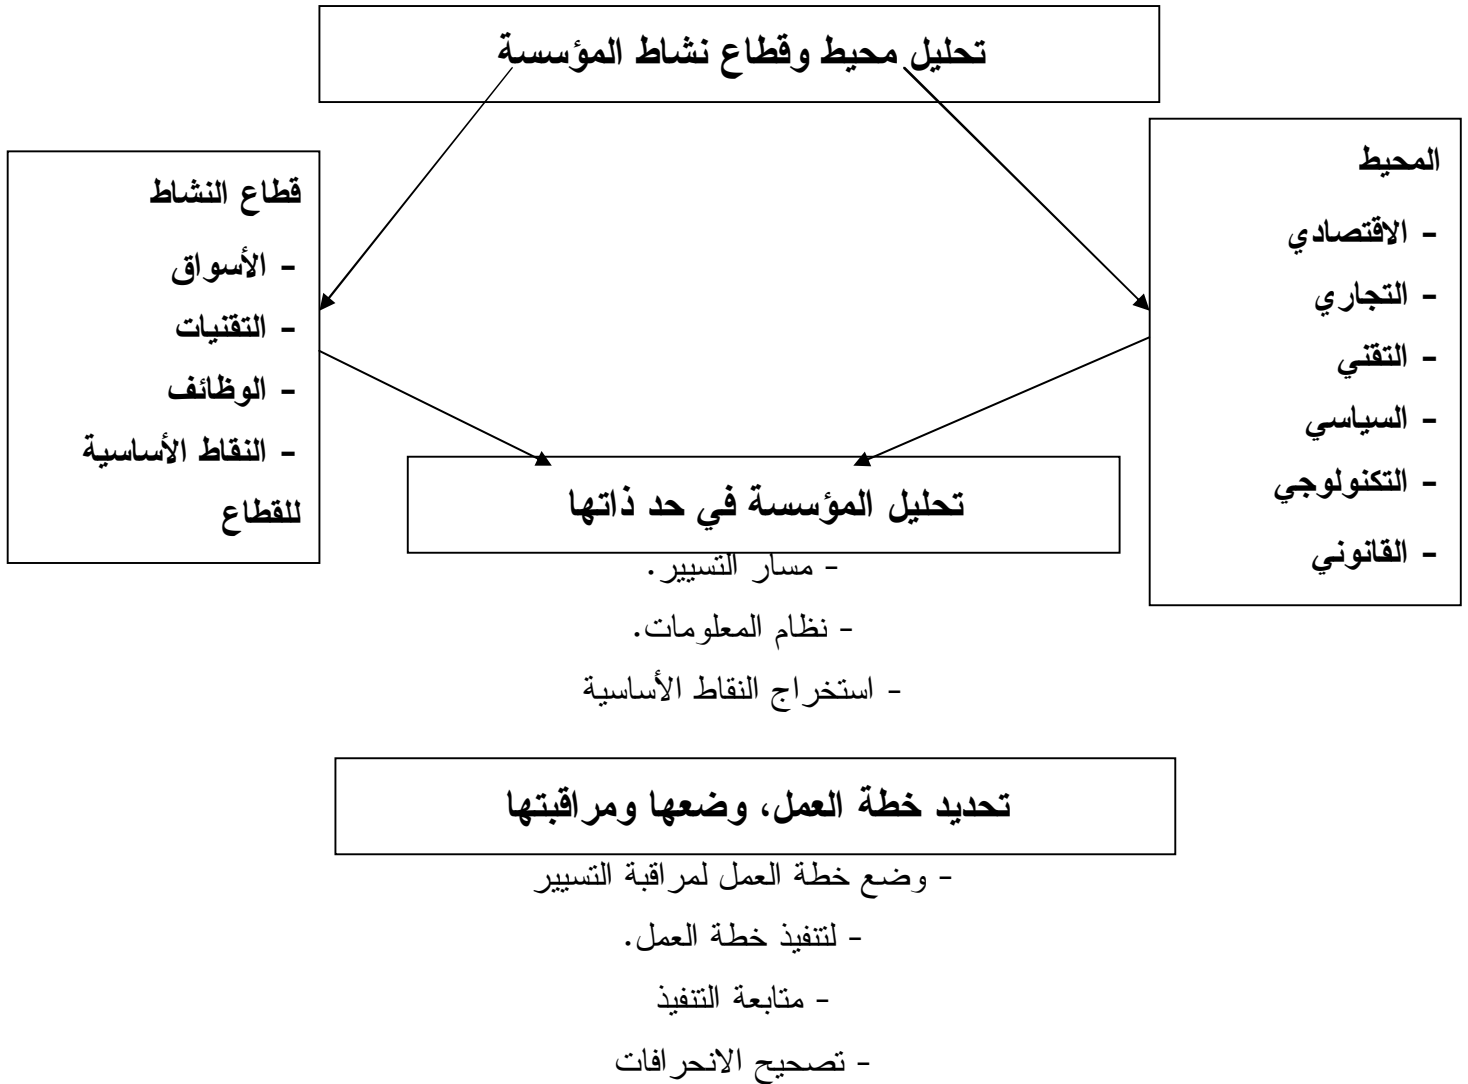 تحليل محيط وقطاع نشاط المؤسسة
المحيط
- الاقتصادي
- التجاري
- التقني
- السياسي
- التكنولوجي
- القانوني
قطاع النشاط
- الأسواق
- التقنيات
- الوظائف
- النقاط الأساسية
للقطاع
تحليل المؤسسة في حد ذاتها
- مسار التسيير.
- نظام المعلومات.
- استخراج النقاط الأساسية
تحديد خطة العمل، وضعها ومراقبتها
- وضع خطة العمل لمراقبة التسيير
- لتنفيذ خطة العمل.
- متابعة التنفيذ
- تصحيح الانحرافات